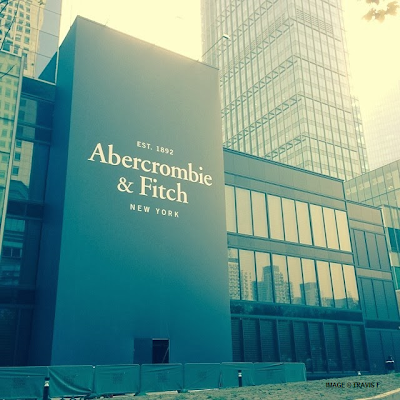 EST. 1892
Abercrombie
& Fitch
NEW YORK
IMAGE © TRAVIS F